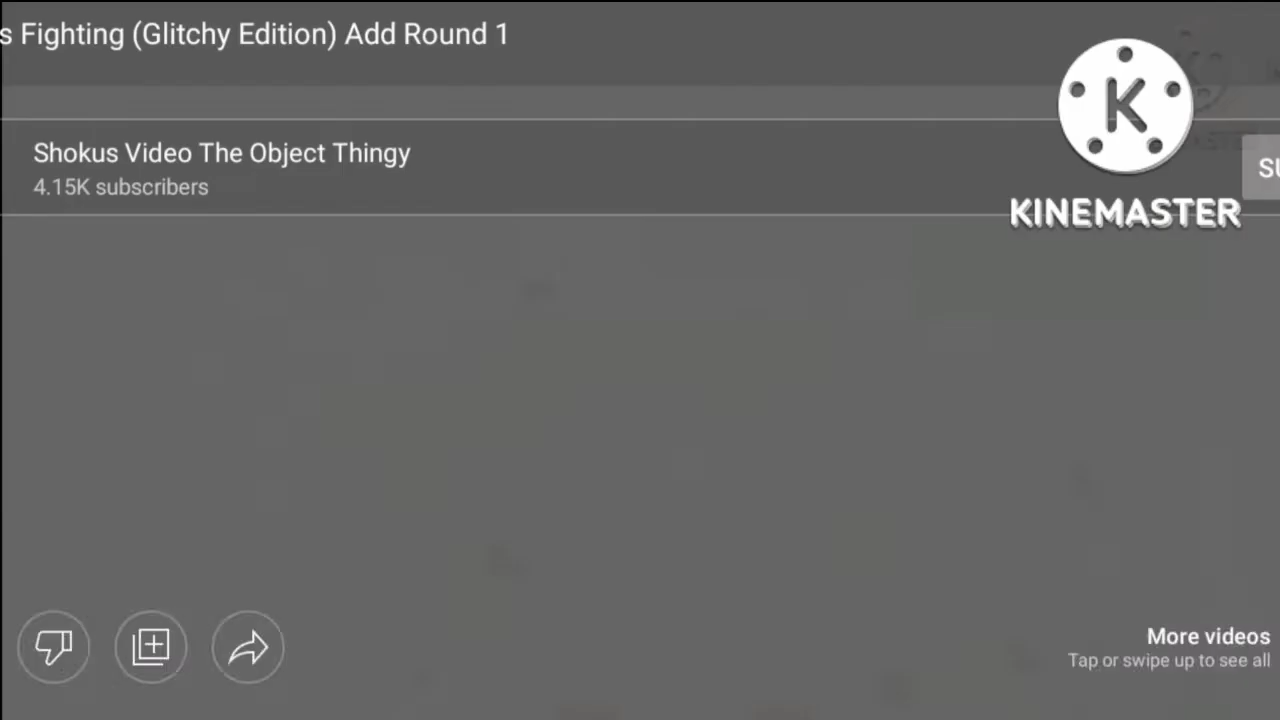 s Fighting (Glitchy Edition) Add Round 1
Shokus Video The Object Thingy
4.15K subscribers
SU
K
KINEMASTER
More videos
Tap or swipe up to see all